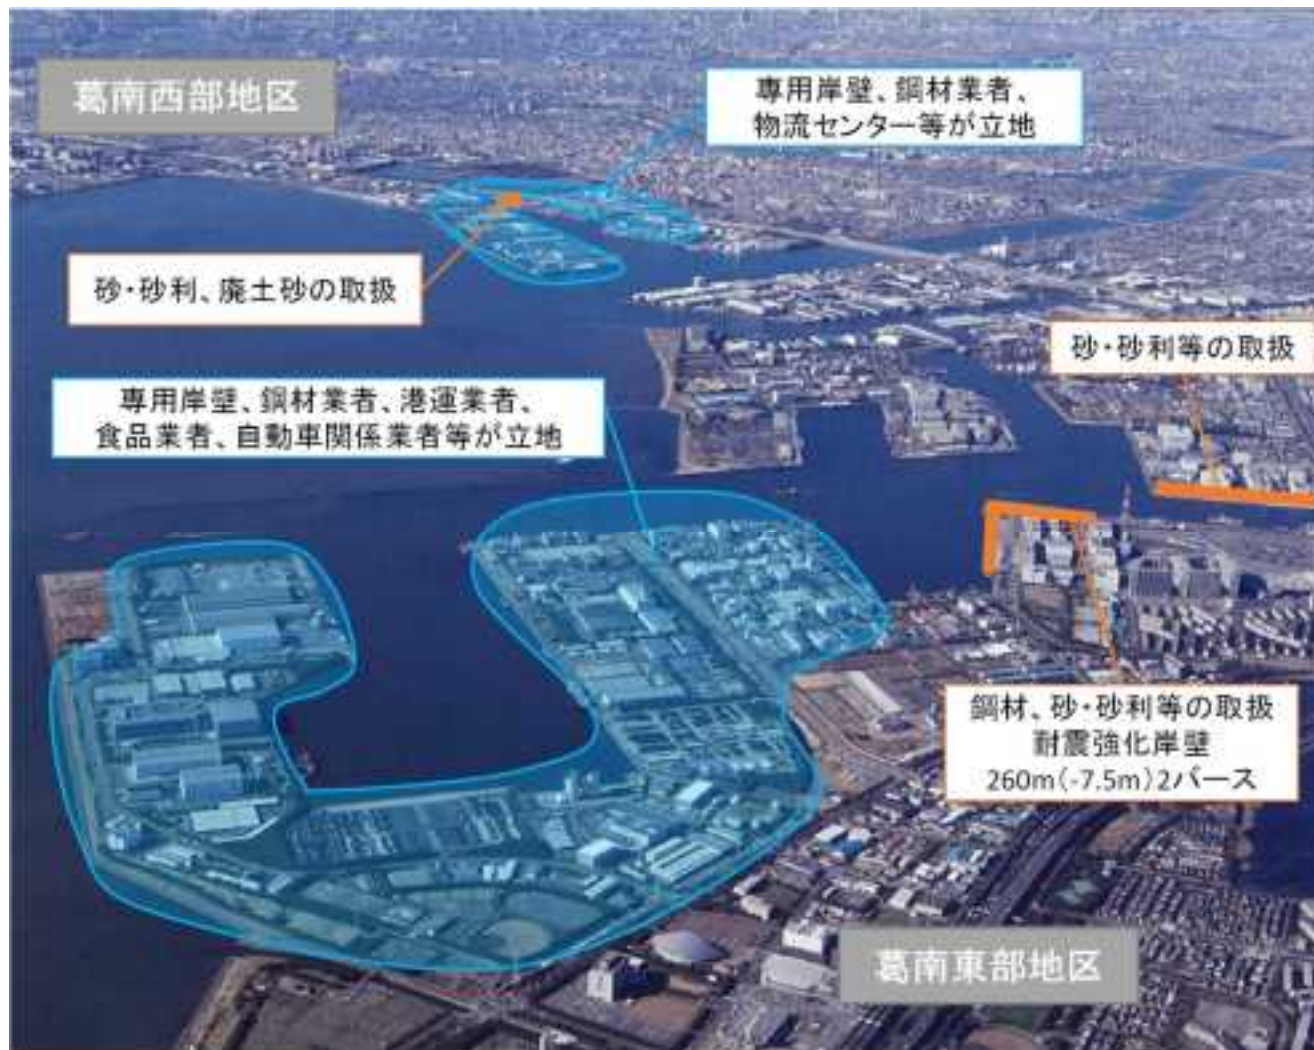 葛南西部地区
専用岸壁、鋼材業者、
物流センター等が立地
砂・砂利、廃土砂の取扱
砂・砂利等の取扱
専用岸壁、鋼材業者、港運業者、
食品業者、自動車関係業者等が立地
鋼材、砂・砂利等の取扱
耐震強化岸壁
260m(-7.5m)2バース
葛南東部地区